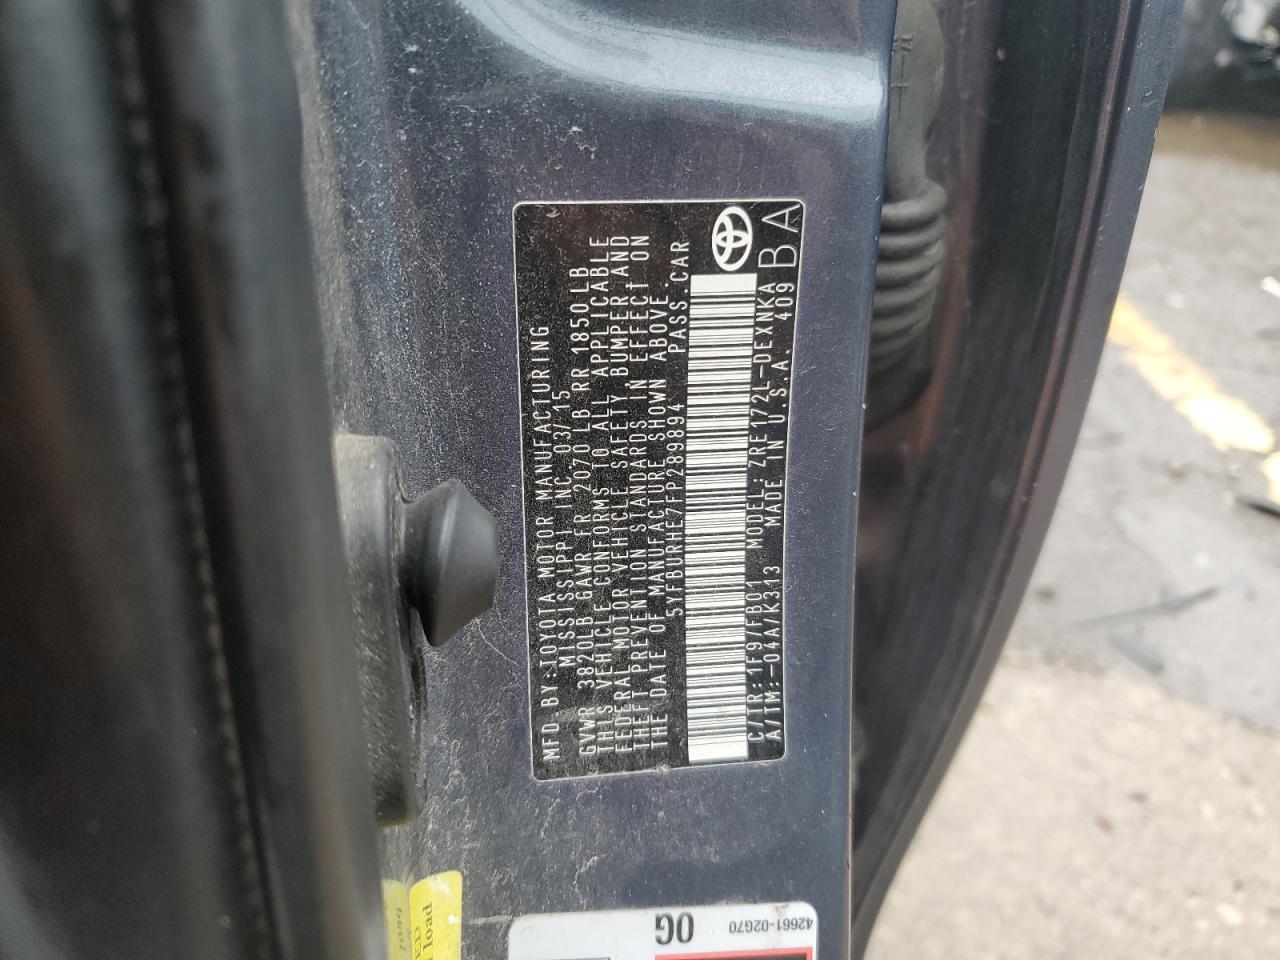 MFD.BY:TOYOTA MOTOR MANUFACTURING
MISSISSIPPI INC. 03/15
GVWR 3820LB GAWR FR 2070LB RR 1850LB
THIS VEHICLE CONFORMS TO ALL APPLICABLE
FEDERAL MOTOR VEHICLE SAFETY, BUMPER, AND
THEFT PREVENTION STANDARDS IN EFFECT ON
THE DATE OF MANUFACTURE SHOWN ABOVE.
5YFBURHE7FP289894 PASS.CAR
C/TR:1F9/FB01 MODEL:ZRE172L-DEXNKA
A/TM:-04A/K313 MADE IN U.S.A. 409
BA
0G
42661-02G70
load